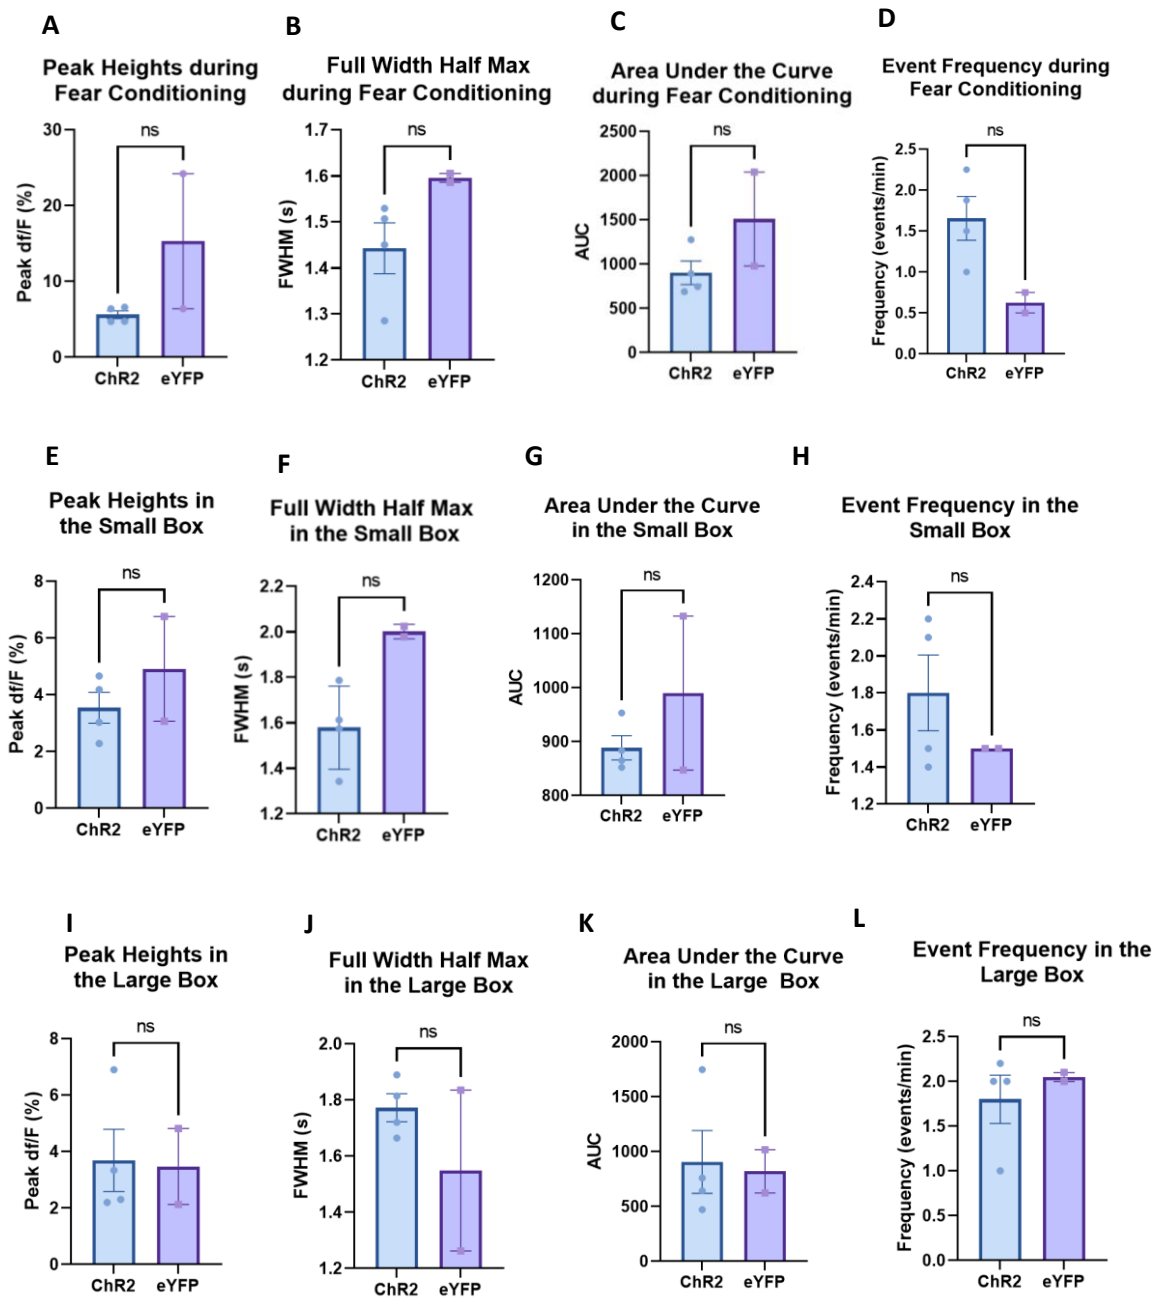 A
Peak Heights during
Fear Conditioning
ns
30
20
10
0
Peak df/F (%)
ChR2 eYFP
B
Full Width Half Max
during Fear Conditioning
ns
1.7
1.6
1.5
1.4
1.3
1.2
FWHM (s)
ChR2 eYFP
C
Area Under the Curve
during Fear Conditioning
ns
2500
2000
1500
1000
500
0
AUC
ChR2 eYFP
D
Event Frequency during
Fear Conditioning
ns
2.5
2.0
1.5
1.0
0.5
0.0
Frequency (events/min)
ChR2 eYFP
E
Peak Heights in
the Small Box
ns
8
6
4
2
0
Peak df/F (%)
ChR2 eYFP
F
Full Width Half Max
in the Small Box
ns
2.2
2.0
1.8
1.6
1.4
1.2
FWHM (s)
ChR2 eYFP
G
Area Under the Curve
in the Small Box
ns
1200
1100
1000
900
800
AUC
ChR2 eYFP
H
Event Frequency in the
Small Box
ns
2.4
2.2
2.0
1.8
1.6
1.4
1.2
Frequency (events/min)
ChR2 eYFP
I
Peak Heights in
the Large Box
ns
8
6
4
2
0
Peak df/F (%)
ChR2 eYFP
J
Full Width Half Max
in the Large Box
ns
2.0
1.8
1.6
1.4
1.2
FWHM (s)
ChR2 eYFP
K
Area Under the Curve
in the Large Box
ns
2000
1500
1000
500
0
AUC
ChR2 eYFP
L
Event Frequency in the
Large Box
ns
2.5
2.0
1.5
1.0
0.5
0.0
Frequency (events/min)
ChR2 eYFP